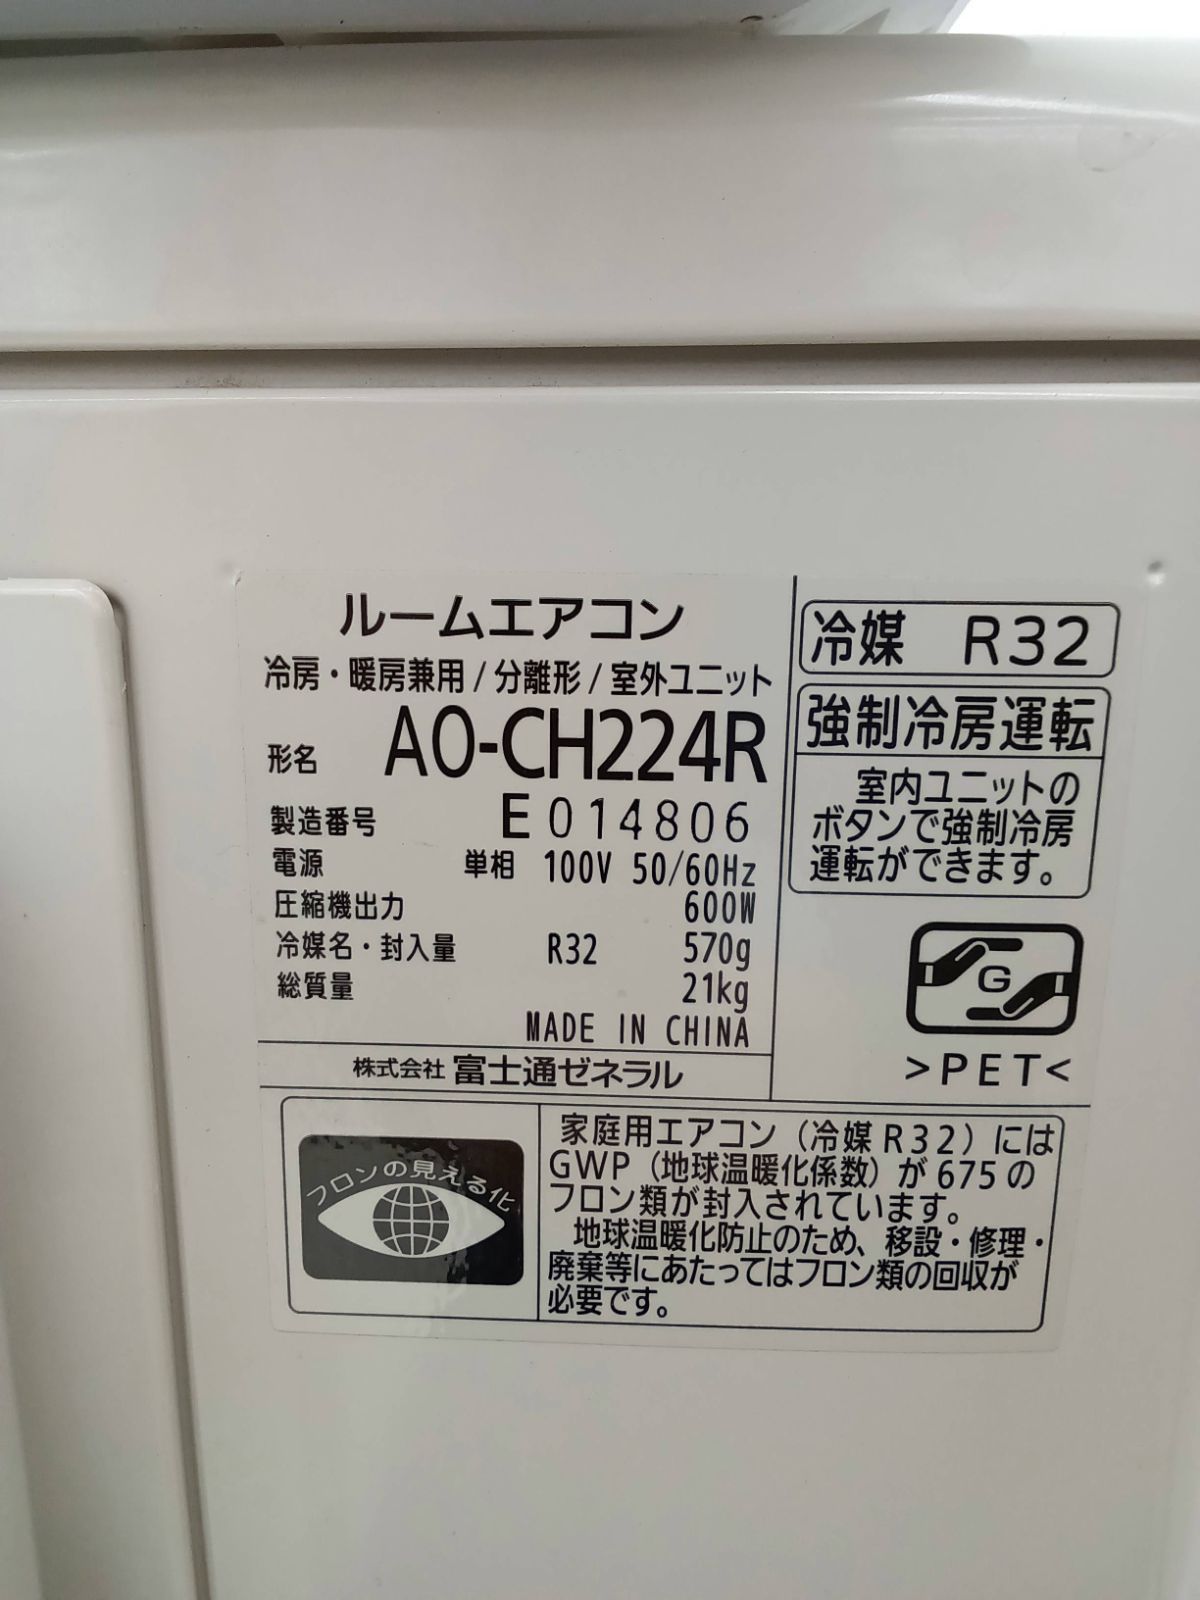 ルームエアコン
冷房・暖房兼用/分離形/室外ユニット
形名 AO-CH224R
製造番号 E014806
電源 単相 100V 50/60Hz
圧縮機出力 600W
冷媒名・封入量 R32 570g
総質量 21kg
MADE IN CHINA
株式会社 富士通ゼネラル
冷媒 R32
強制冷房運転
室内ユニットの
ボタンで強制冷房
運転ができます。
G
>PET<
フロンの見える化
家庭用エアコン（冷媒R32）には
GWP（地球温暖化係数）が675の
フロン類が封入されています。
地球温暖化防止のため、移設・修理・
廃棄等にあたってはフロン類の回収が
必要です。